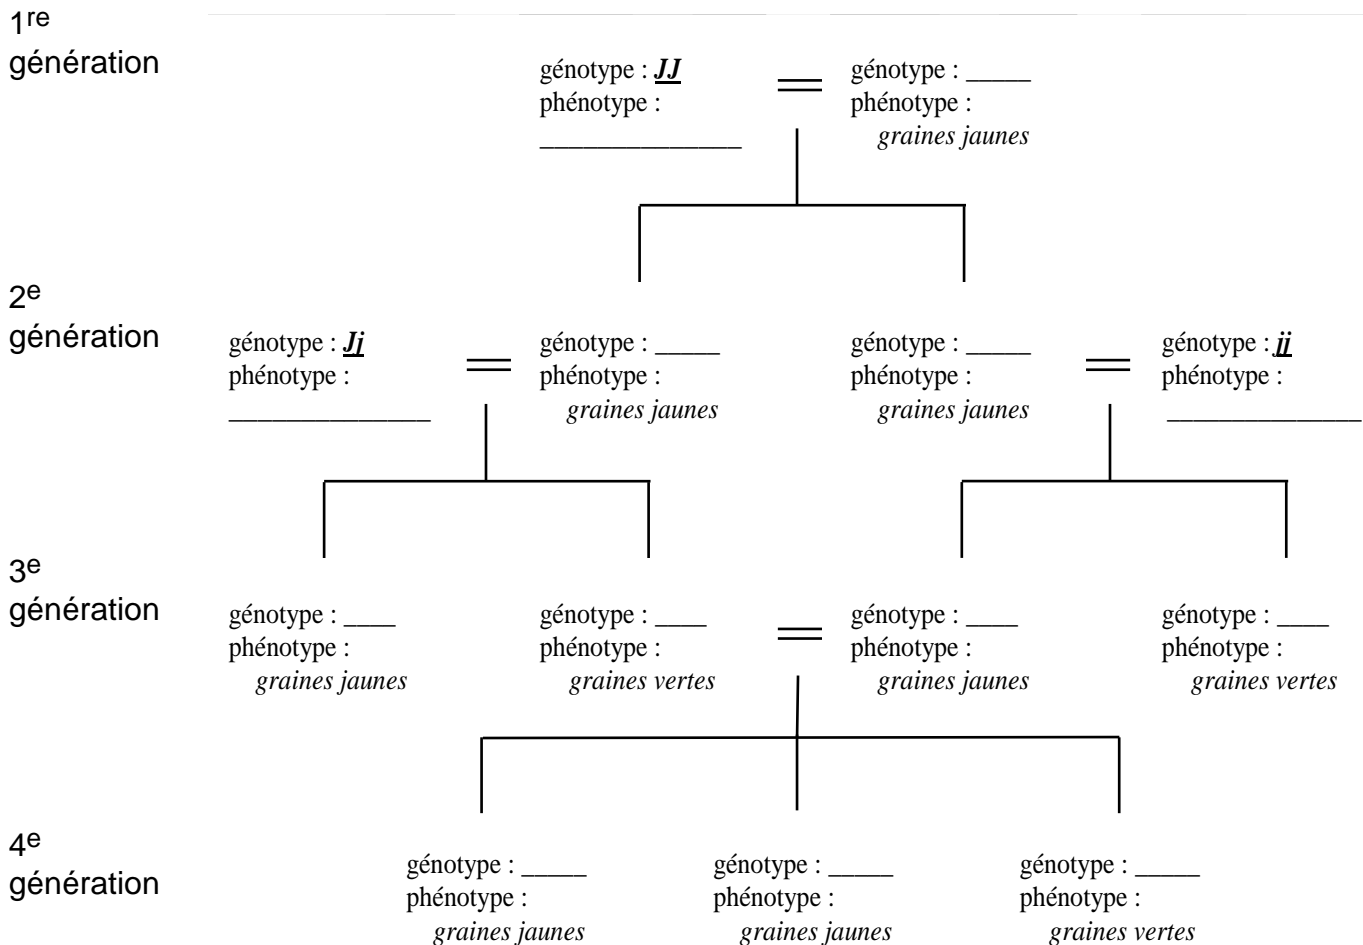 1re
génération
génotype : JJ
phénotype :
_______________
génotype : _____
phénotype :
graines jaunes
2e
génération
génotype : Jj
phénotype :
_______________
génotype : _____
phénotype :
graines jaunes
génotype : _____
phénotype :
graines jaunes
génotype : jj
phénotype :
_______________
3e
génération
génotype : ____
phénotype :
graines jaunes
génotype : ____
phénotype :
graines vertes
génotype : ____
phénotype :
graines jaunes
génotype : ____
phénotype :
graines vertes
4e
génération
génotype : _____
phénotype :
graines jaunes
génotype : _____
phénotype :
graines jaunes
génotype : _____
phénotype :
graines vertes